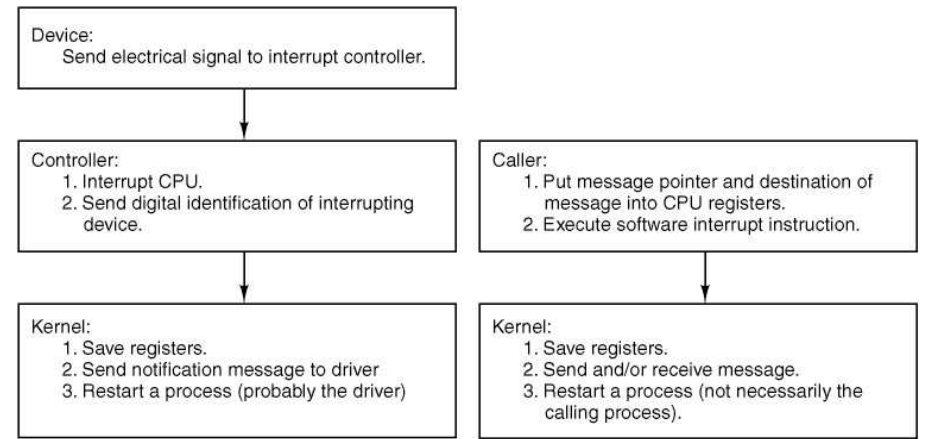 Device:
Send electrical signal to interrupt controller.
Controller:
1. Interrupt CPU.
2. Send digital identification of interrupting
device.
Kernel:
1. Save registers.
2. Send notification message to driver
3. Restart a process (probably the driver)
Caller:
1. Put message pointer and destination of
message into CPU registers.
2. Execute software interrupt instruction.
Kernel:
1. Save registers.
2. Send and/or receive message.
3. Restart a process (not necessarily the
calling process).